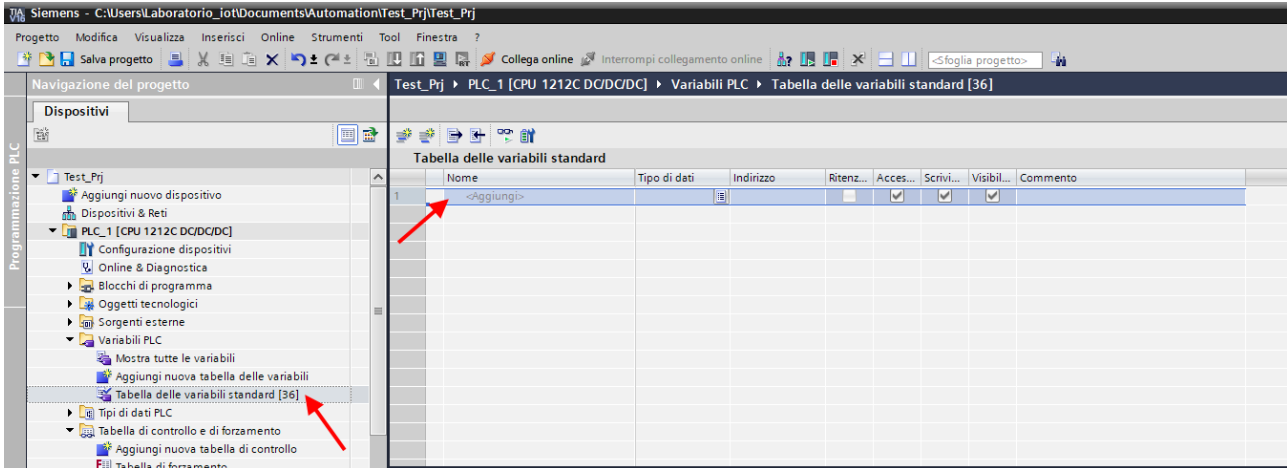 Siemens - C:\Users\Laboratorio_iot\Documents\Automation\Test_Prj\Test_Prj
Progetto Modifica Visualizza Inserisci Online Strumenti Tool Finestra ?
Salva progetto Collega online Interrompi collegamento online <Sfoglia progetto>
Navigazione del progetto
Test_Prj PLC_1 [CPU 1212C DC/DC/DC] Variabili PLC Tabella delle variabili standard [36]
Dispositivi
Tabella delle variabili standard
Nome Tipo di dati Indirizzo Ritenz... Acces... Scrivi... Visibil... Commento
1 <Aggiungi>
Programmazione PLC
Test_Prj
Aggiungi nuovo dispositivo
Dispositivi & Reti
PLC_1 [CPU 1212C DC/DC/DC]
Configurazione dispositivi
Online & Diagnostica
Blocchi di programma
Oggetti tecnologici
Sorgenti esterne
Variabili PLC
Mostra tutte le variabili
Aggiungi nuova tabella delle variabili
Tabella delle variabili standard [36]
Tipi di dati PLC
Tabella di controllo e di forzamento
Aggiungi nuova tabella di controllo
Tabella di forzamento